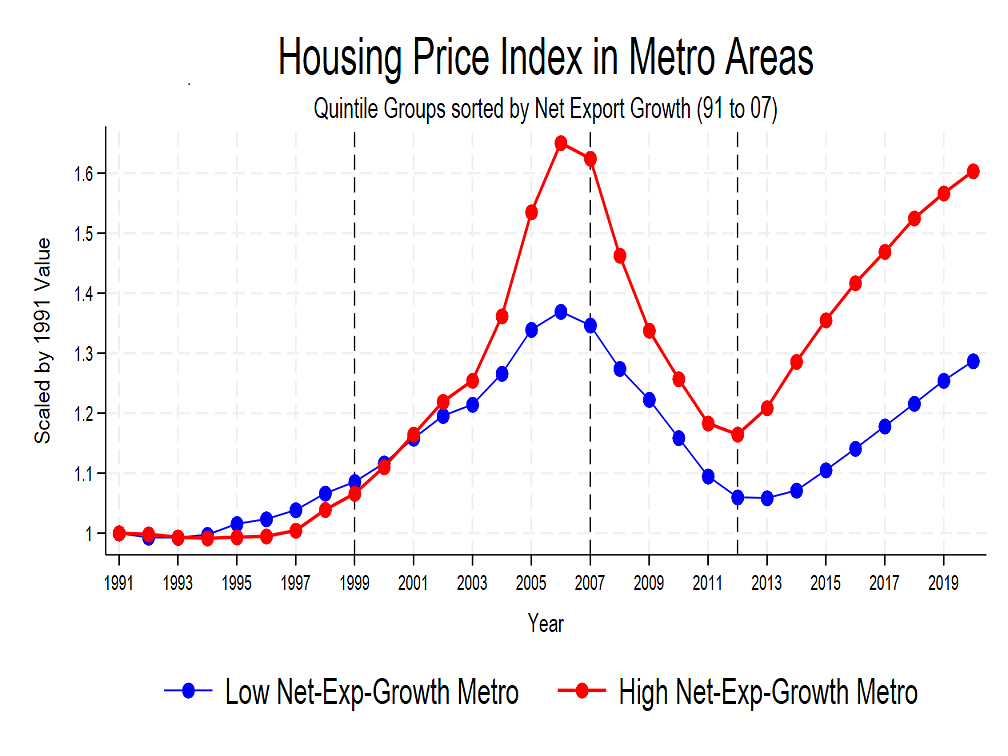 Housing Price Index in Metro Areas
Quintile Groups sorted by Net Export Growth (91 to 07)
Scaled by 1991 Value
1.6
1.5
1.4
1.3
1.2
1.1
1
1991 1993 1995 1997 1999 2001 2003 2005 2007 2009 2011 2013 2015 2017 2019
Year
Low Net-Exp-Growth Metro High Net-Exp-Growth Metro